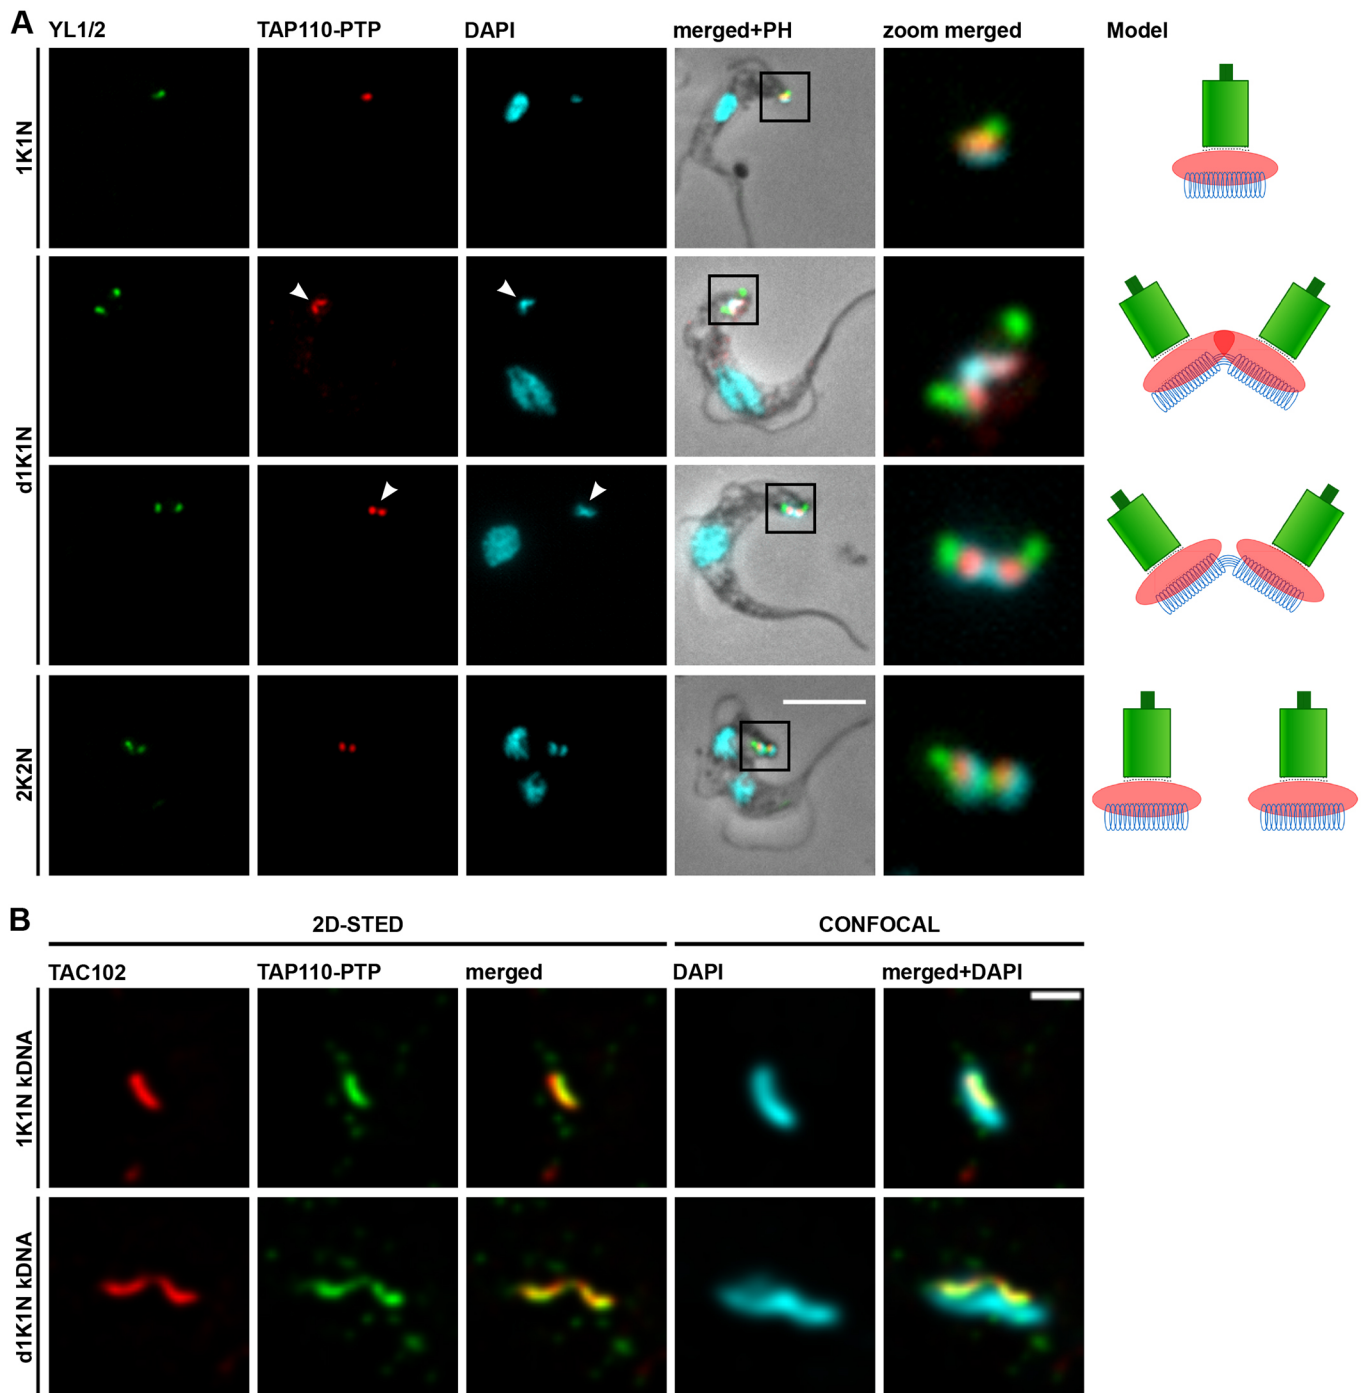 A
YL1/2 TAP110-PTP DAPI merged+PH zoom merged Model
1K1N
d1K1N
2K2N
B
2D-STED CONFOCAL
TAC102 TAP110-PTP merged DAPI merged+DAPI
1K1N kDNA
d1K1N kDNA